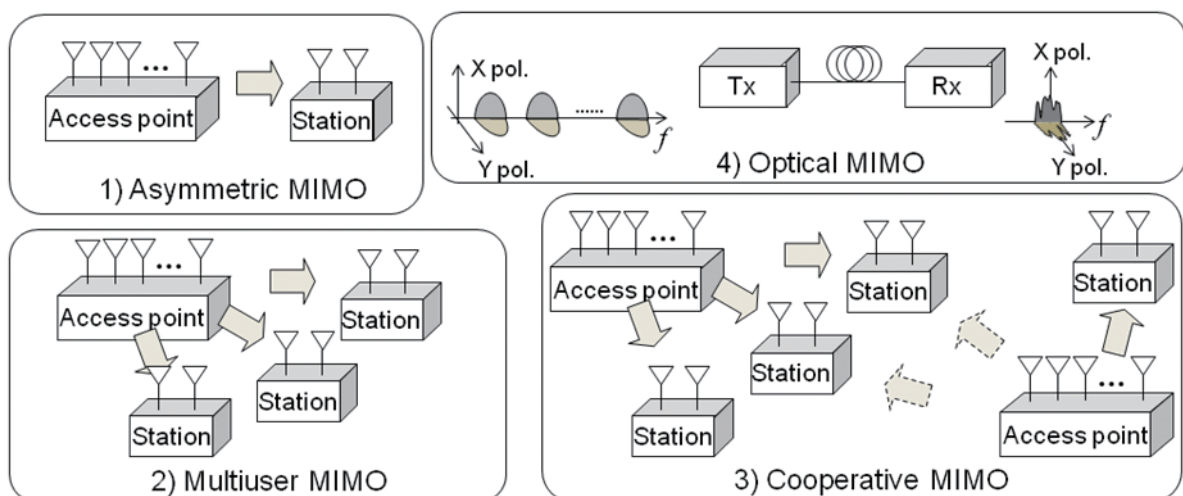 ...
Access point
Station
1) Asymmetric MIMO
X pol.
......
f
Y pol.
Tx
Rx
f
Y pol.
X pol.
4) Optical MIMO
...
Access point
Station
Station
Station
2) Multiuser MIMO
...
Access point
Station
Station
Station
Station
...
Access point
3) Cooperative MIMO